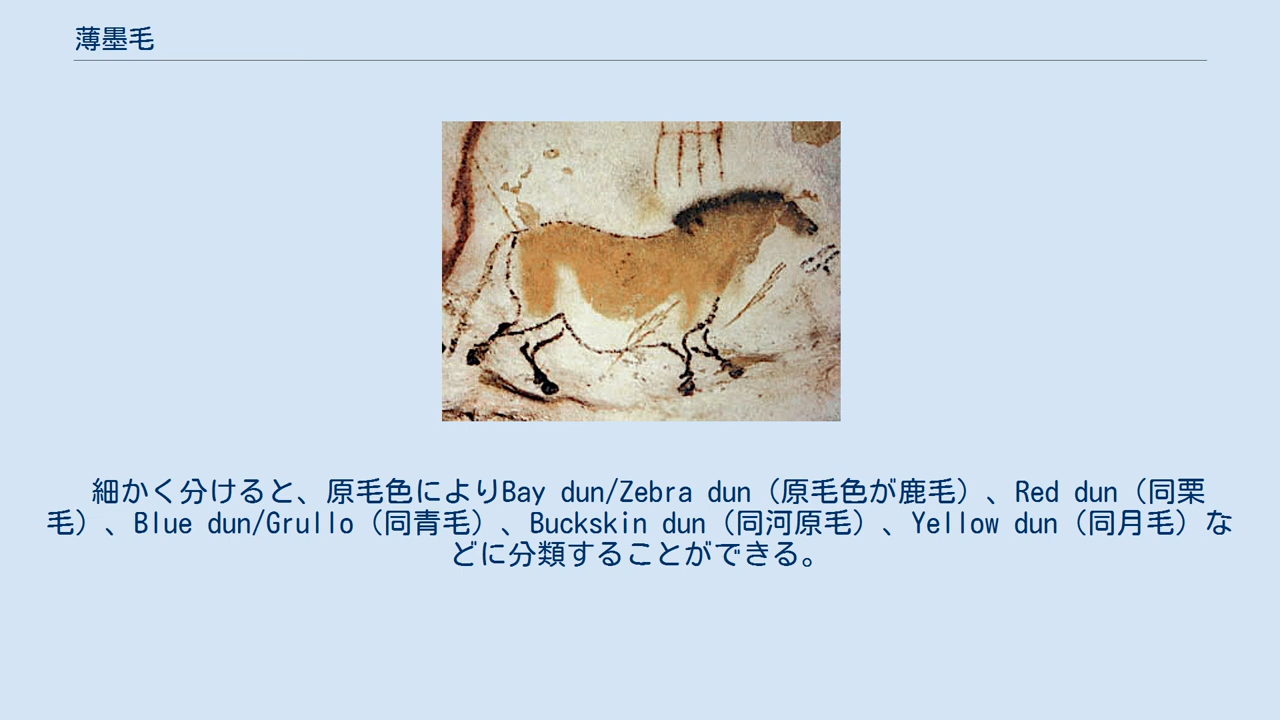 薄墨毛
細かく分けると、原毛色によりBay dun/Zebra dun（原毛色が鹿毛）、Red dun（同栗
毛）、Blue dun/Grullo（同青毛）、Buckskin dun（同河原毛）、Yellow dun（同月毛）な
どに分類することができる。